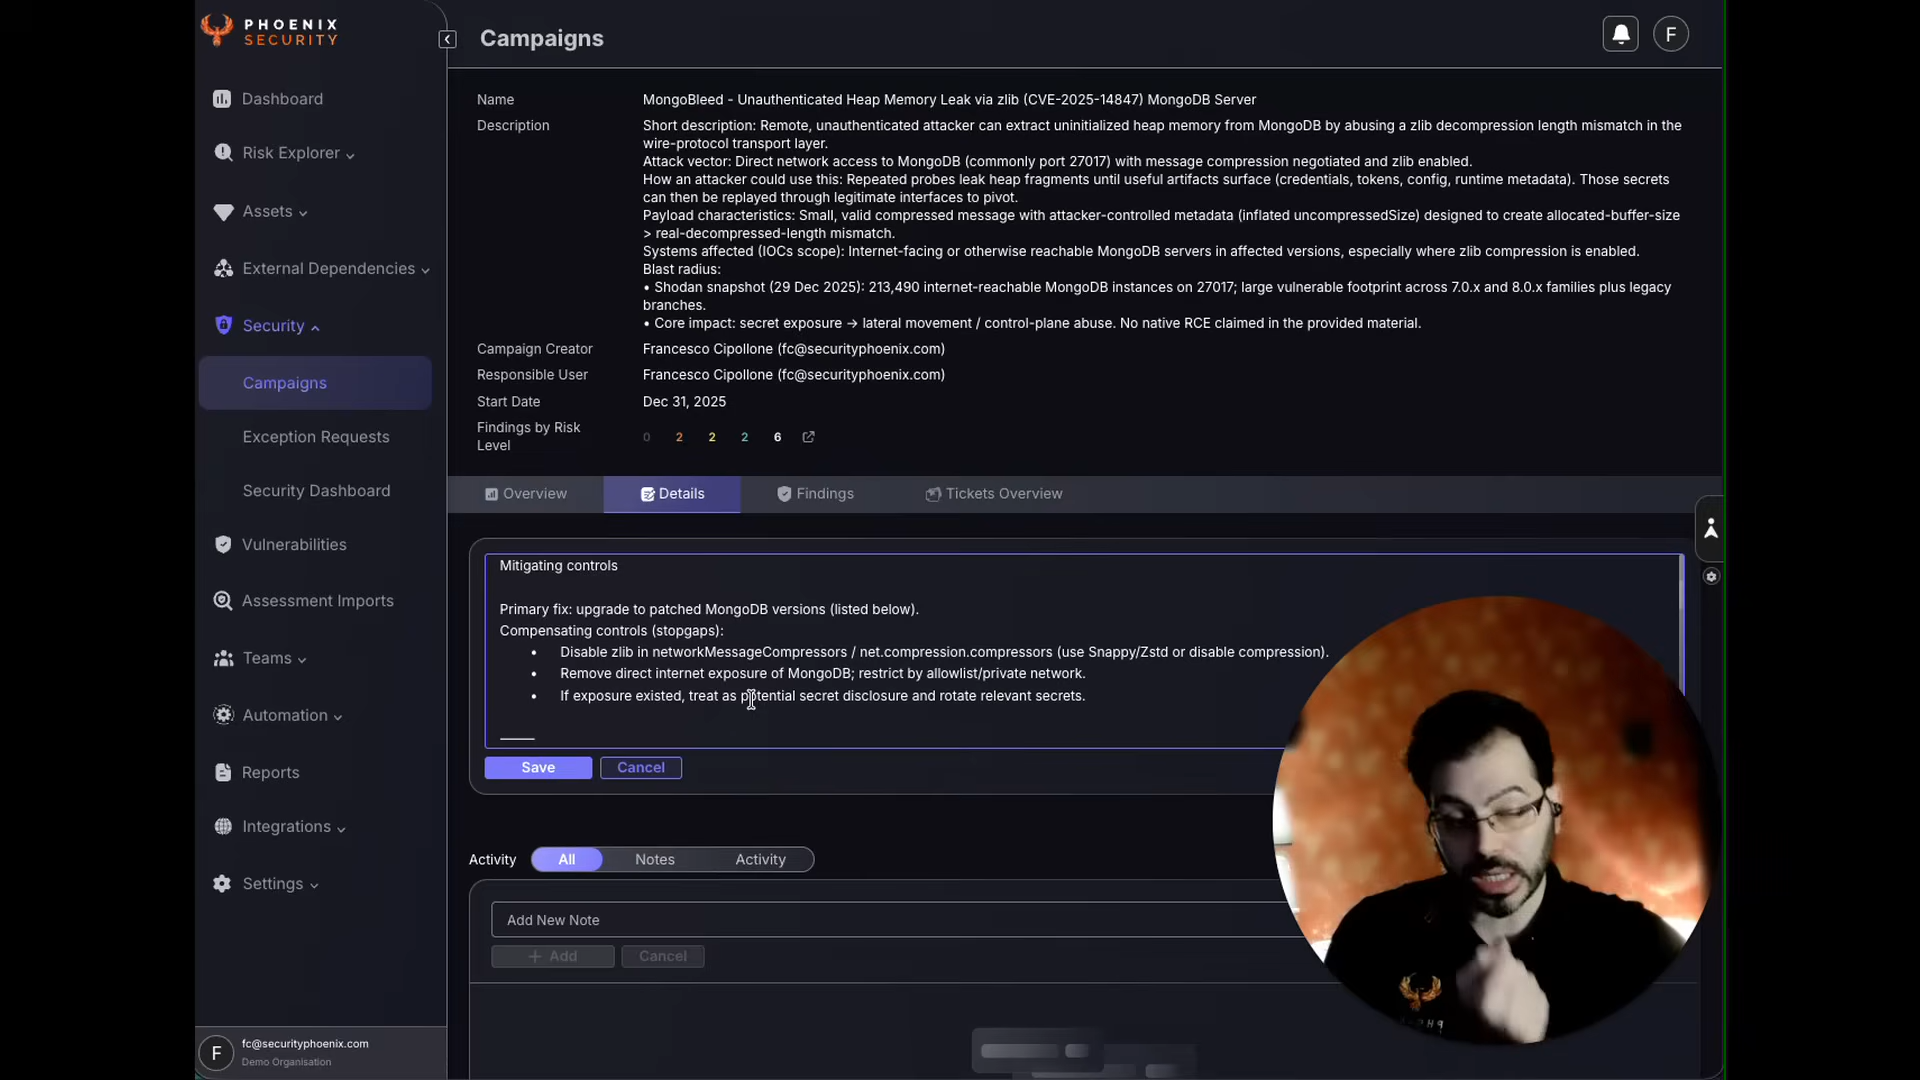 PHOENIX
SECURITY
Campaigns
F
Dashboard
Risk Explorer
Assets
External Dependencies
Security
Campaigns
Exception Requests
Security Dashboard
Vulnerabilities
Assessment Imports
Teams
Automation
Reports
Integrations
Settings
F
fc@securityphoenix.com
Demo Organisation
Name
MongoBleed - Unauthenticated Heap Memory Leak via zlib (CVE-2025-14847) MongoDB Server
Description
Short description: Remote, unauthenticated attacker can extract uninitialized heap memory from MongoDB by abusing a zlib decompression length mismatch in the
wire-protocol transport layer.
Attack vector: Direct network access to MongoDB (commonly port 27017) with message compression negotiated and zlib enabled.
How an attacker could use this: Repeated probes leak heap fragments until useful artifacts surface (credentials, tokens, config, runtime metadata). Those secrets
can then be replayed through legitimate interfaces to pivot.
Payload characteristics: Small, valid compressed message with attacker-controlled metadata (inflated uncompressedSize) designed to create allocated-buffer-size
> real-decompressed-length mismatch.
Systems affected (IOCs scope): Internet-facing or otherwise reachable MongoDB servers in affected versions, especially where zlib compression is enabled.
Blast radius:
• Shodan snapshot (29 Dec 2025): 213,490 internet-reachable MongoDB instances on 27017; large vulnerable footprint across 7.0.x and 8.0.x families plus legacy
branches.
• Core impact: secret exposure → lateral movement / control-plane abuse. No native RCE claimed in the provided material.
Campaign Creator
Francesco Cipollone (fc@securityphoenix.com)
Responsible User
Francesco Cipollone (fc@securityphoenix.com)
Start Date
Dec 31, 2025
Findings by Risk
Level
0 2 2 2 6
Overview
Details
Findings
Tickets Overview
Mitigating controls
Primary fix: upgrade to patched MongoDB versions (listed below).
Compensating controls (stopgaps):
• Disable zlib in networkMessageCompressors / net.compression.compressors (use Snappy/Zstd or disable compression).
• Remove direct internet exposure of MongoDB; restrict by allowlist/private network.
• If exposure existed, treat as potential secret disclosure and rotate relevant secrets.
Save
Cancel
Activity
All
Notes
Activity
Add New Note
+ Add
Cancel